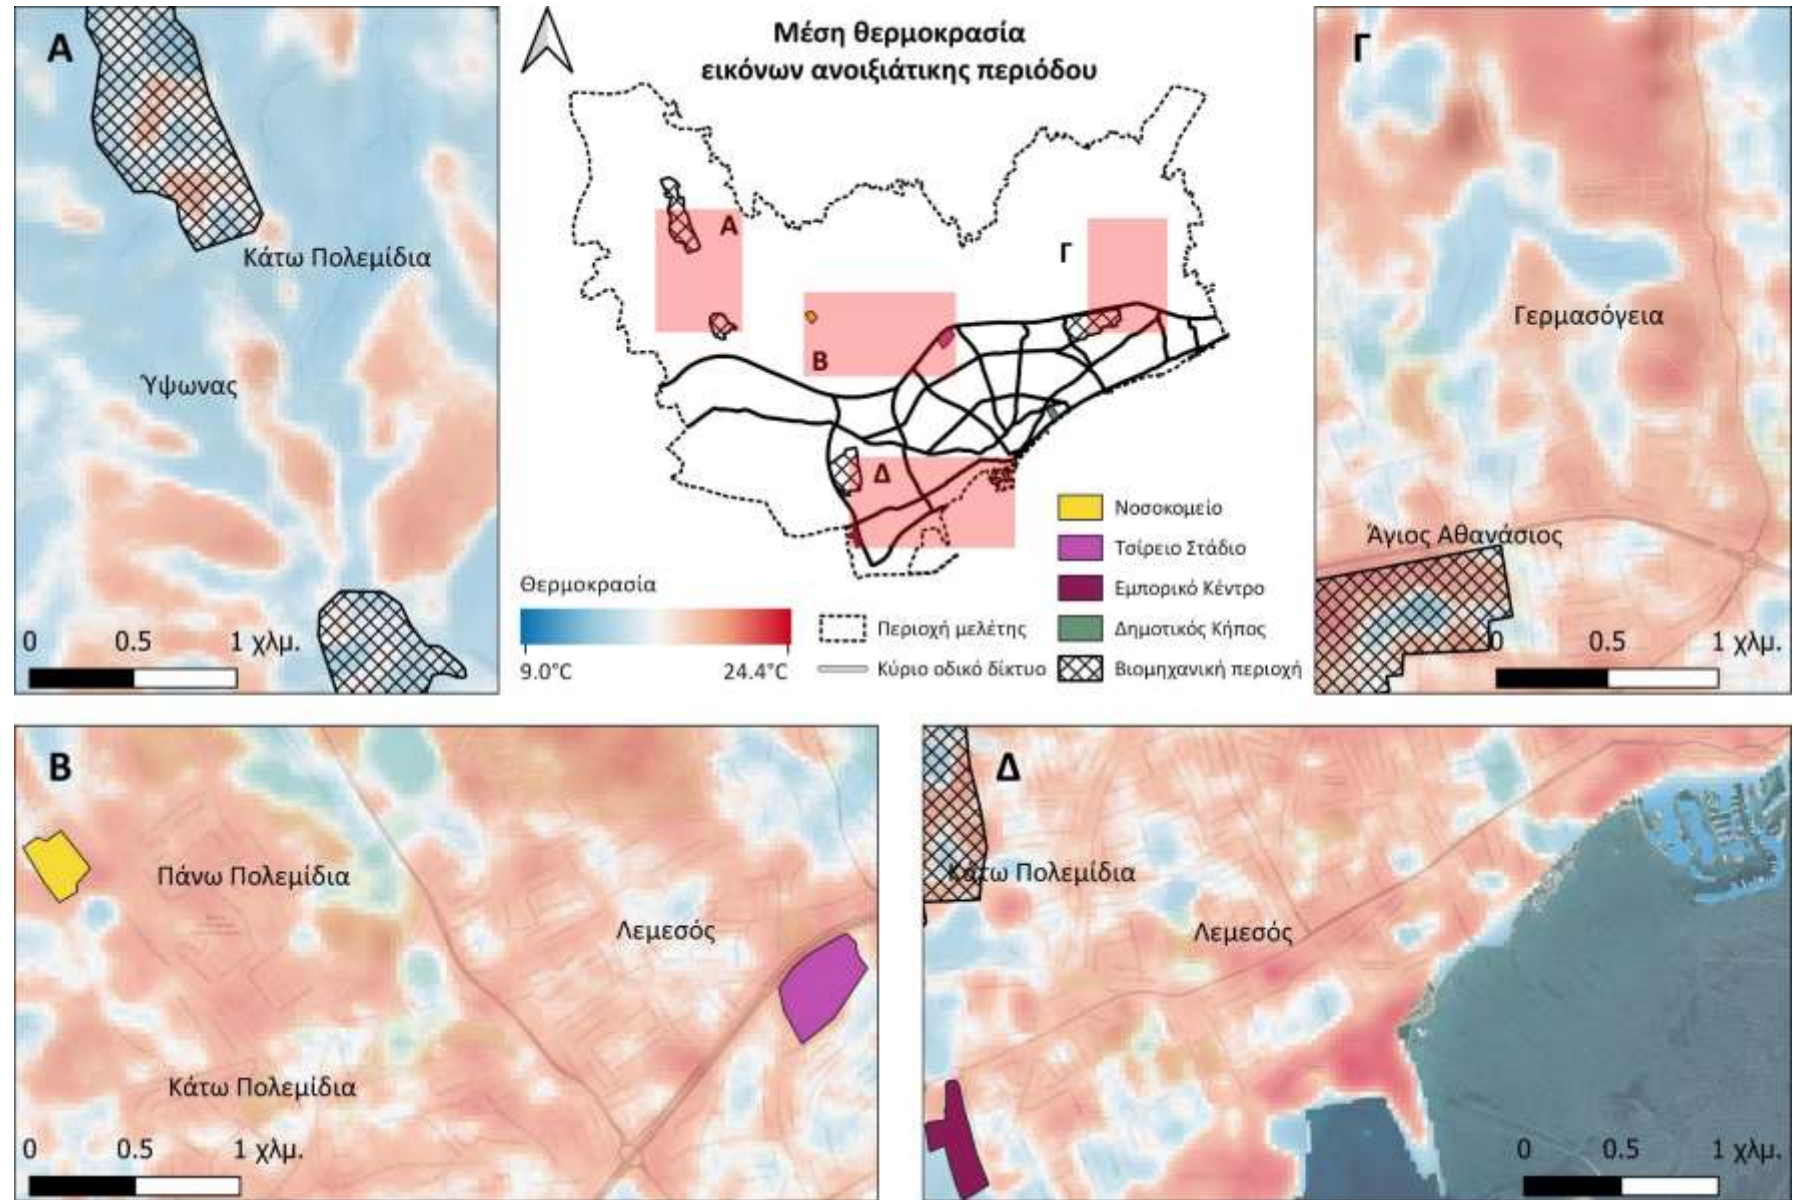 Α
Κάτω Πολεμίδια
Ύψωνας
0 0.5 1 χλμ.
Μέση θερμοκρασία
εικόνων ανοιξιάτικης περιόδου
Α
Β
Γ
Δ
Θερμοκρασία
9.0°C 24.4°C
Περιοχή μελέτης
Κύριο οδικό δίκτυο
Νοσοκομείο
Τσίρειο Στάδιο
Εμπορικό Κέντρο
Δημοτικός Κήπος
Βιομηχανική περιοχή
Γ
Γερμασόγεια
Άγιος Αθανάσιος
0 0.5 1 χλμ.
Β
Πάνω Πολεμίδια
Λεμεσός
Κάτω Πολεμίδια
0 0.5 1 χλμ.
Δ
Κάτω Πολεμίδια
Λεμεσός
0 0.5 1 χλμ.